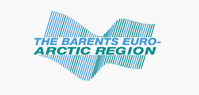 THE BARENTS EURO-
ARCTIC REGION